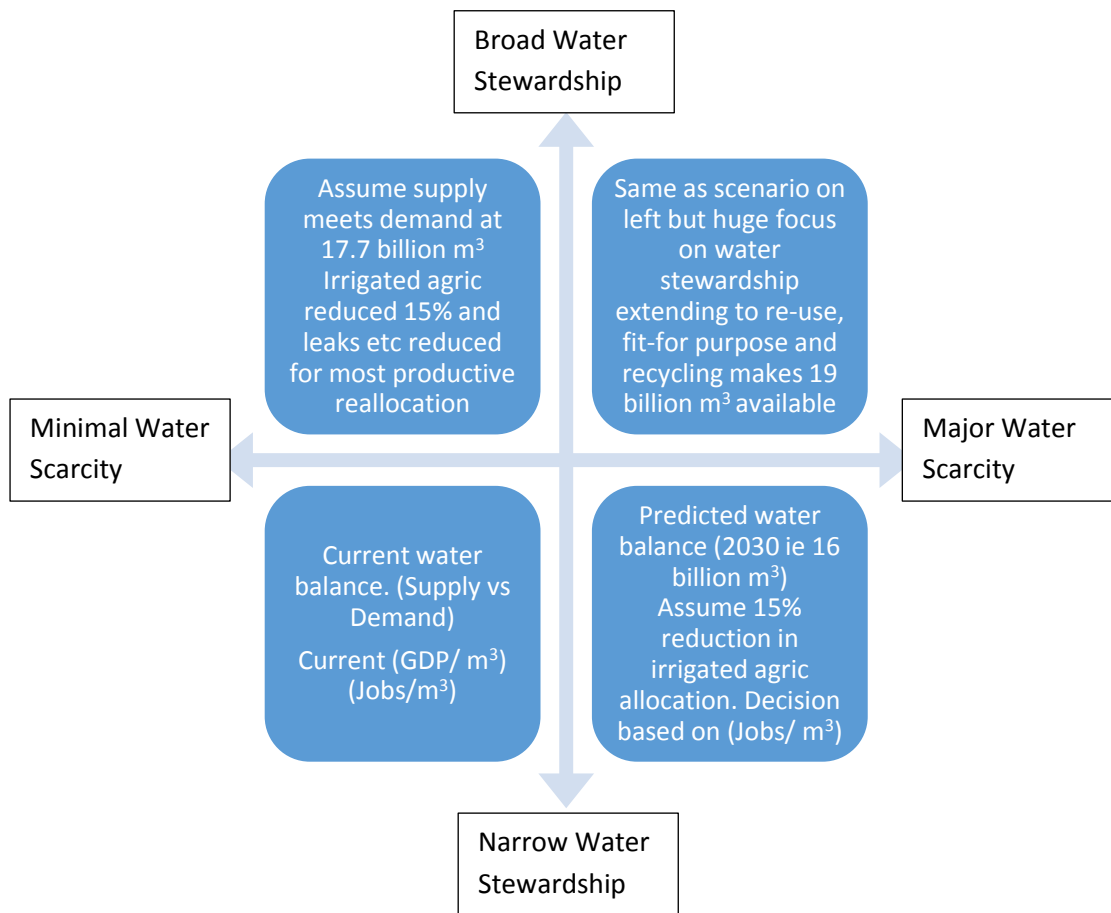 Broad Water
Stewardship
Assume supply
meets demand at
17.7 billion m³
Irrigated agric
reduced 15% and
leaks etc reduced
for most productive
reallocation
Same as scenario on
left but huge focus
on water
stewardship
extending to re-use,
fit-for purpose and
recycling makes 19
billion m³ available
Minimal Water
Scarcity
Major Water
Scarcity
Current water
balance. (Supply vs
Demand)
Current (GDP/ m³)
(Jobs/m³)
Predicted water
balance (2030 ie 16
billion m³)
Assume 15%
reduction in
irrigated agric
allocation. Decision
based on (Jobs/ m³)
Narrow Water
Stewardship